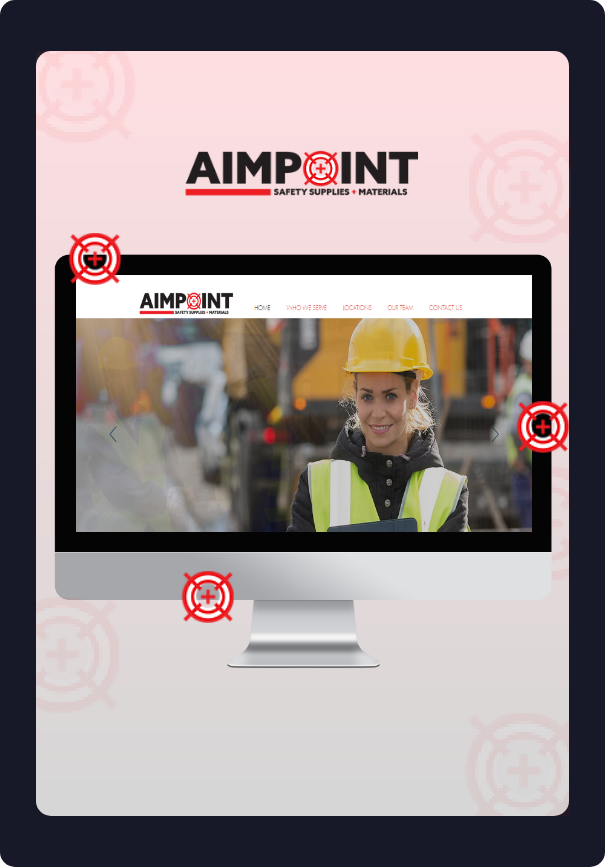 AIMPOINT
SAFETY SUPPLIES + MATERIALS
AIMPOINT
SAFETY SUPPLIES + MATERIALS
HOME WHO WE SERVE LOCATIONS OUR TEAM CONTACT US